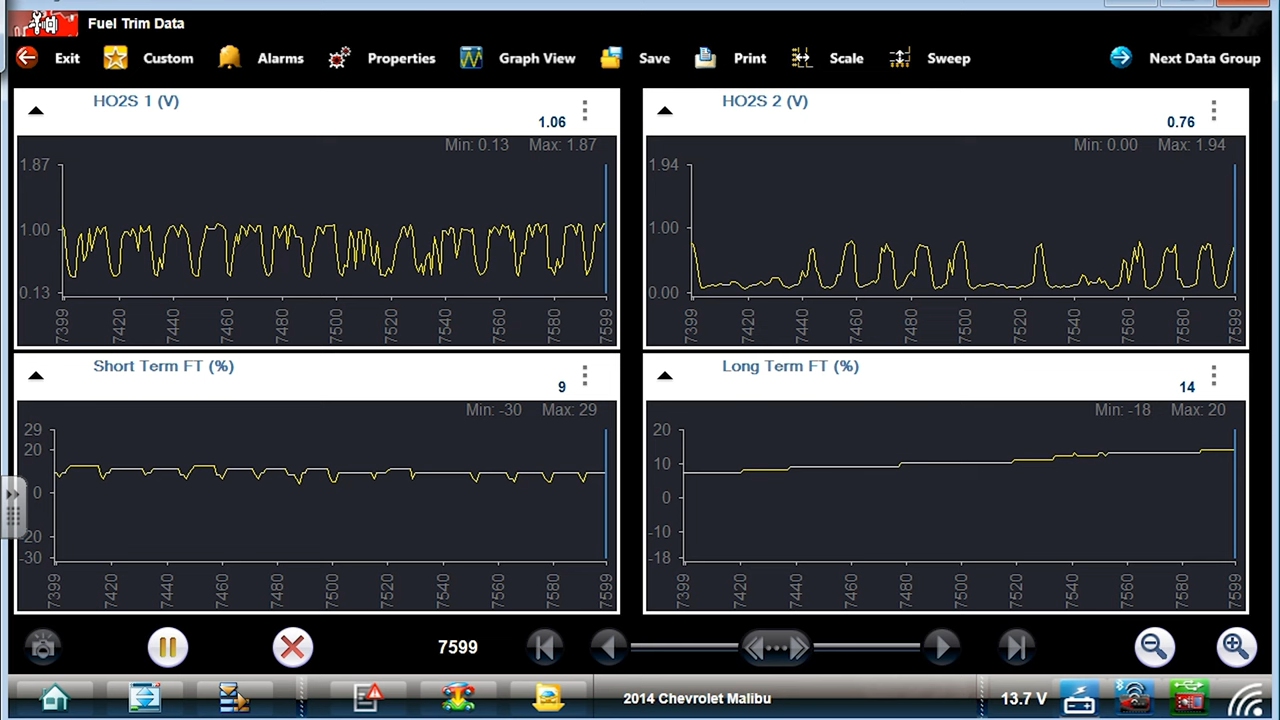 Fuel Trim Data
Exit Custom Alarms Properties Graph View Save Print Scale Sweep Next Data Group
HO2S 1 (V)
1.06
Min: 0.13 Max: 1.87
1.87
1.00
0.13
7399 7420 7440 7460 7480 7500 7520 7540 7560 7580 7599
HO2S 2 (V)
0.76
Min: 0.00 Max: 1.94
1.94
1.00
0.00
7399 7420 7440 7460 7480 7500 7520 7540 7560 7580 7599
Short Term FT (%)
9
Min: -30 Max: 29
29
20
0
-20
-30
7399 7420 7440 7460 7480 7500 7520 7540 7560 7580 7599
Long Term FT (%)
14
Min: -18 Max: 20
20
10
0
-10
-18
7399 7420 7440 7460 7480 7500 7520 7540 7560 7580 7599
7599
2014 Chevrolet Malibu
13.7 V